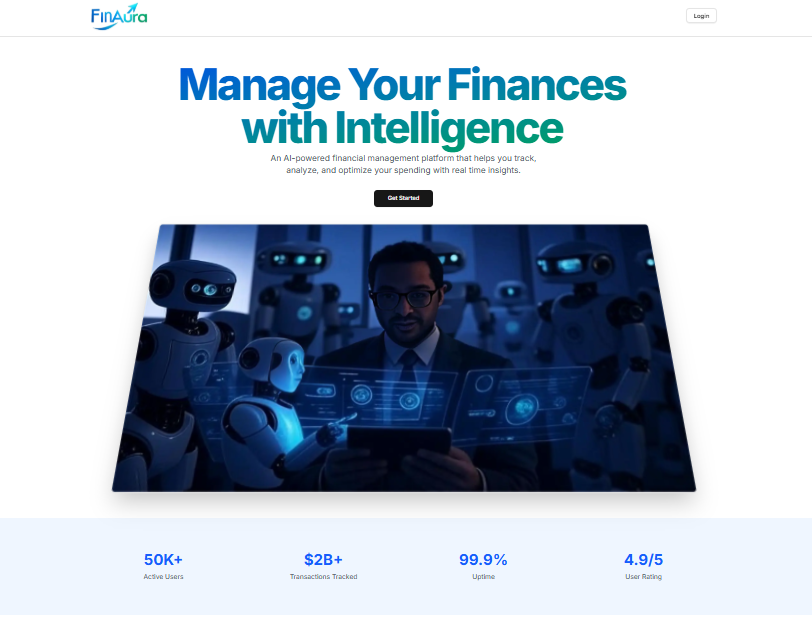 FinAura
Login
Manage Your Finances
with Intelligence
An AI-powered financial management platform that helps you track,
analyze, and optimize your spending with real time insights.
Get Started
50K+
$2B+
99.9%
4.9/5
Active Users
Transactions Tracked
Uptime
User Rating